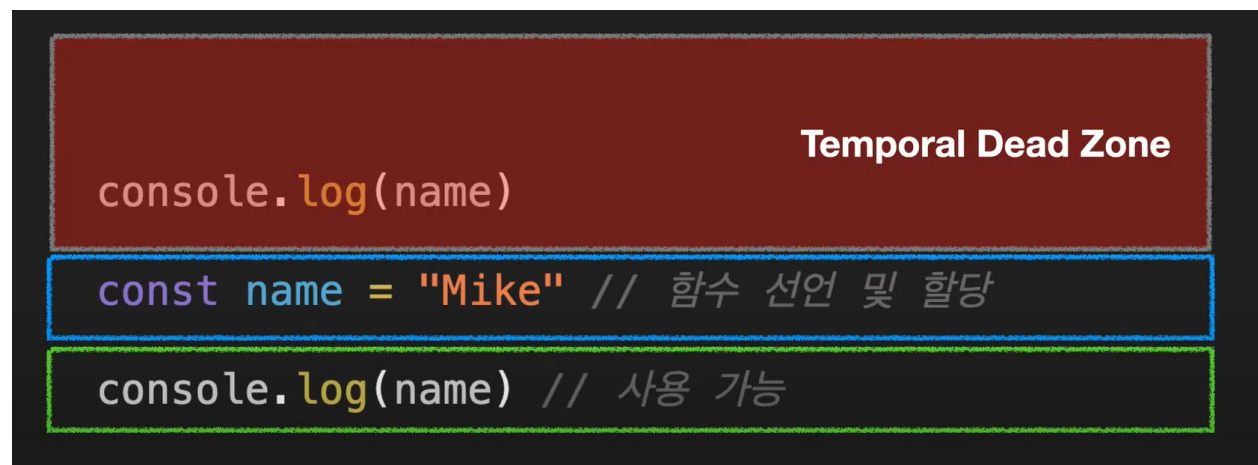 Temporal Dead Zone
console.log(name)
const name = "Mike" // 함수 선언 및 할당
console.log(name) // 사용 가능